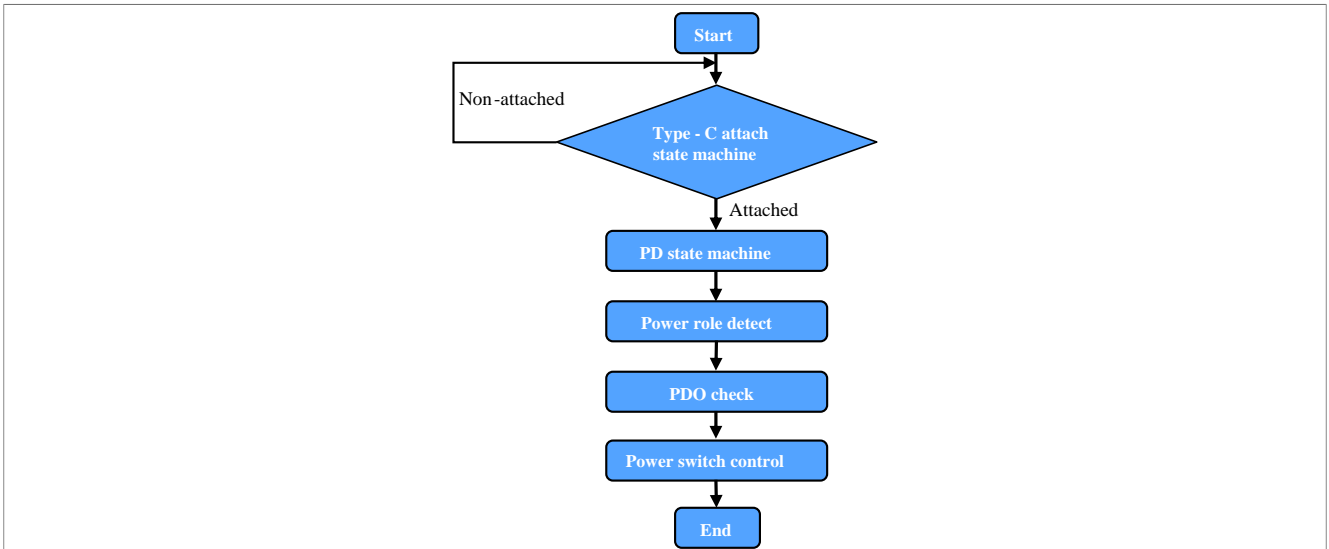 Start
Non-attached
Type - C attach
state machine
Attached
PD state machine
Power role detect
PDO check
Power switch control
End